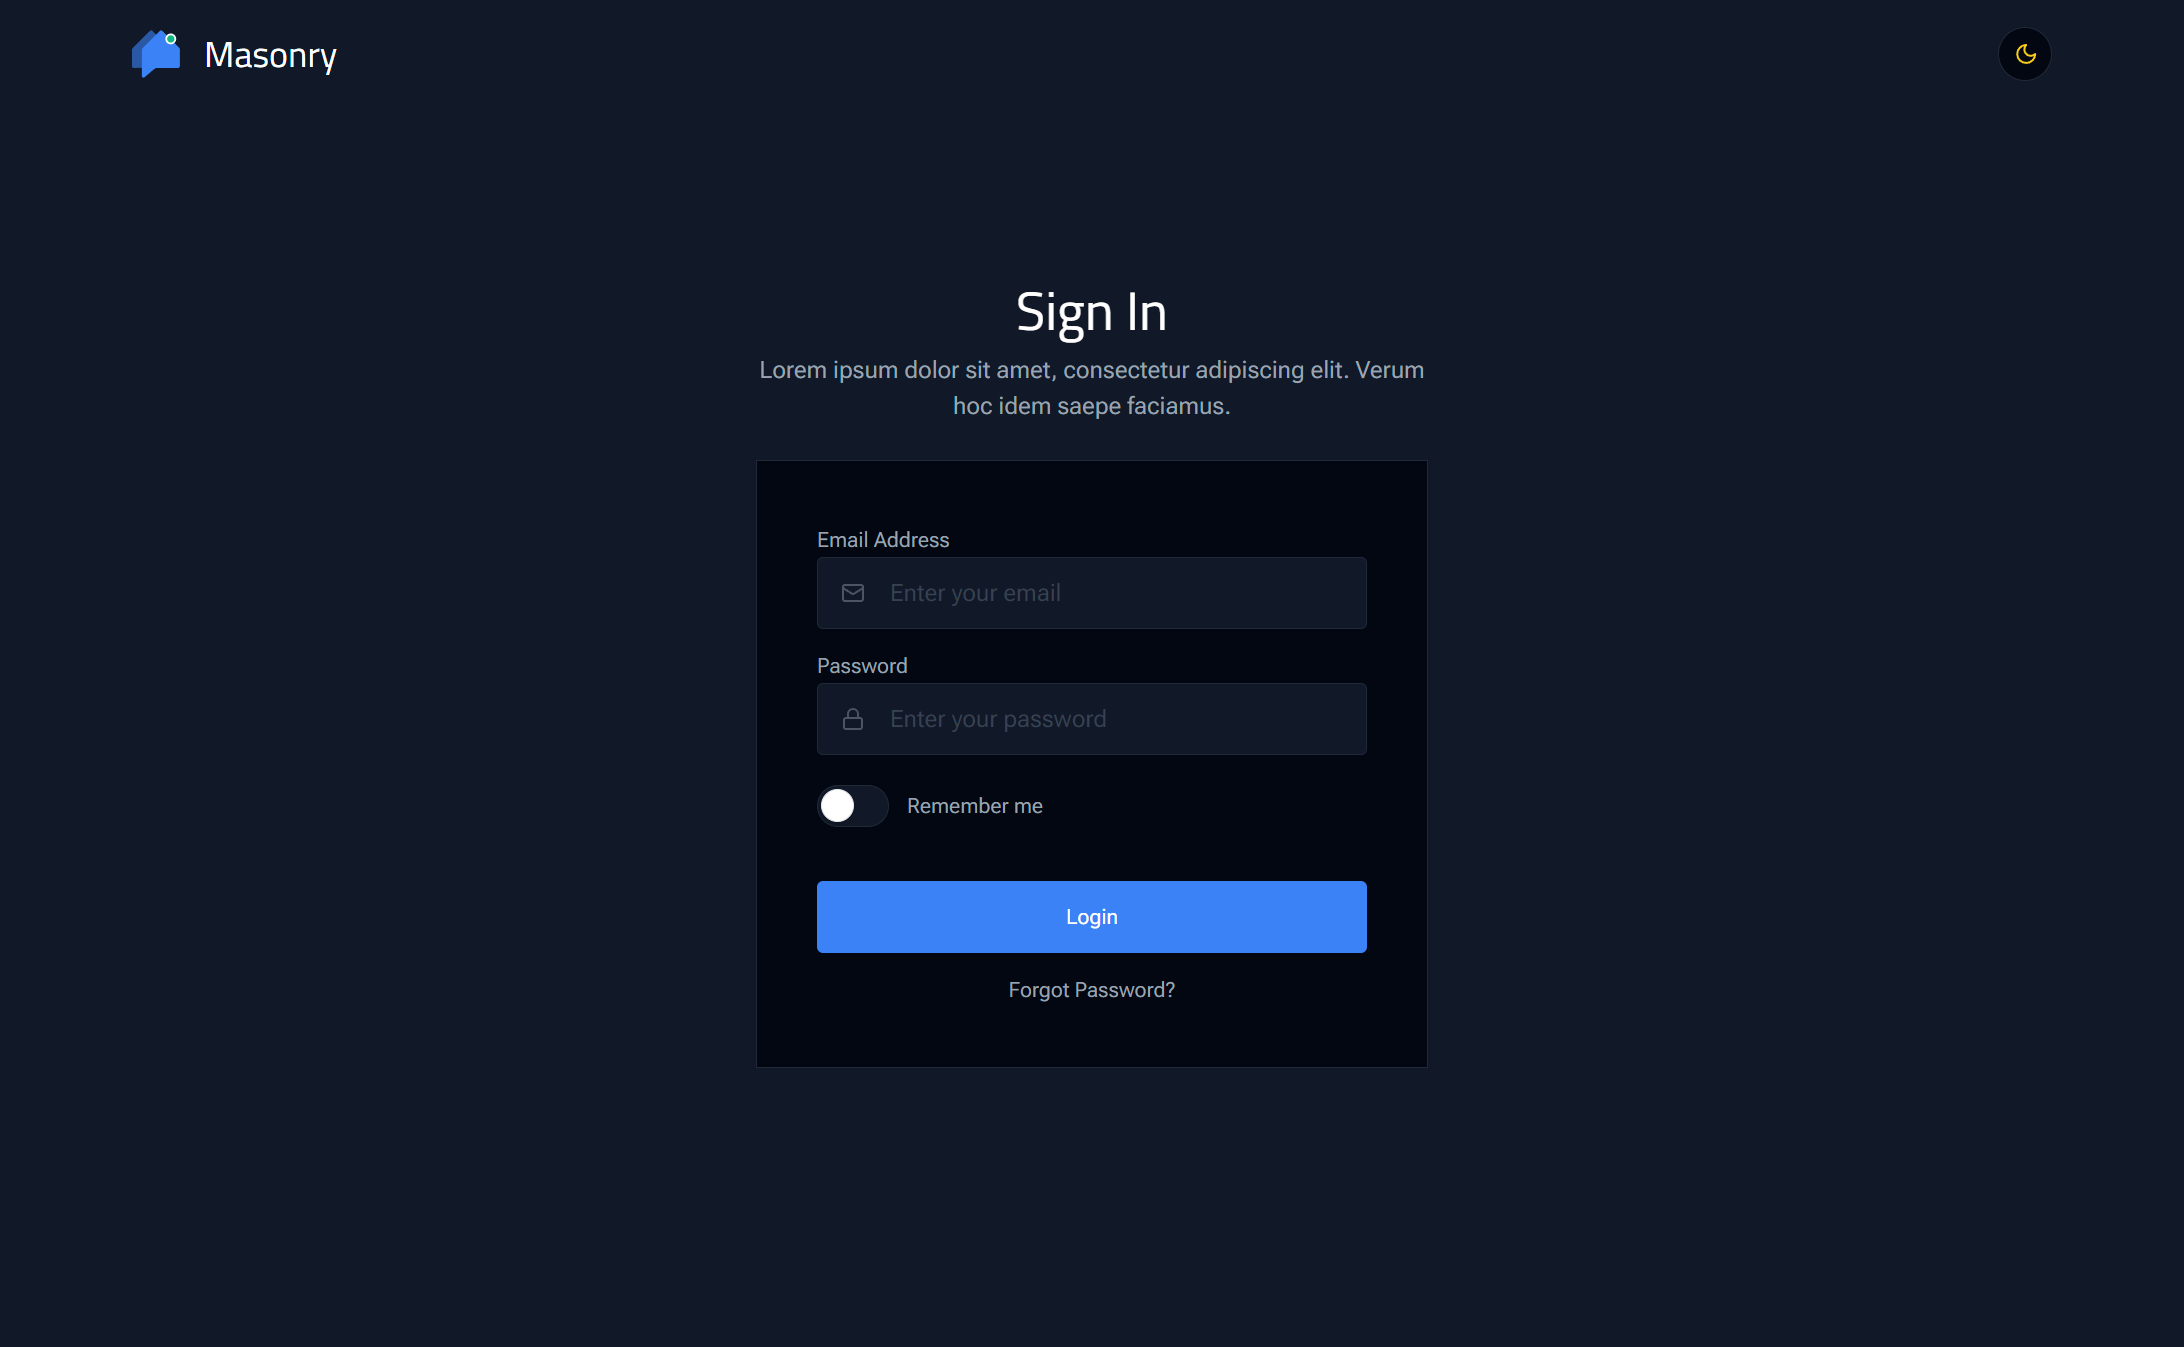 Masonry
Sign In
Lorem ipsum dolor sit amet, consectetur adipiscing elit. Verum
hoc idem saepe faciamus.
Email Address
Enter your email
Password
Enter your password
Remember me
Login
Forgot Password?